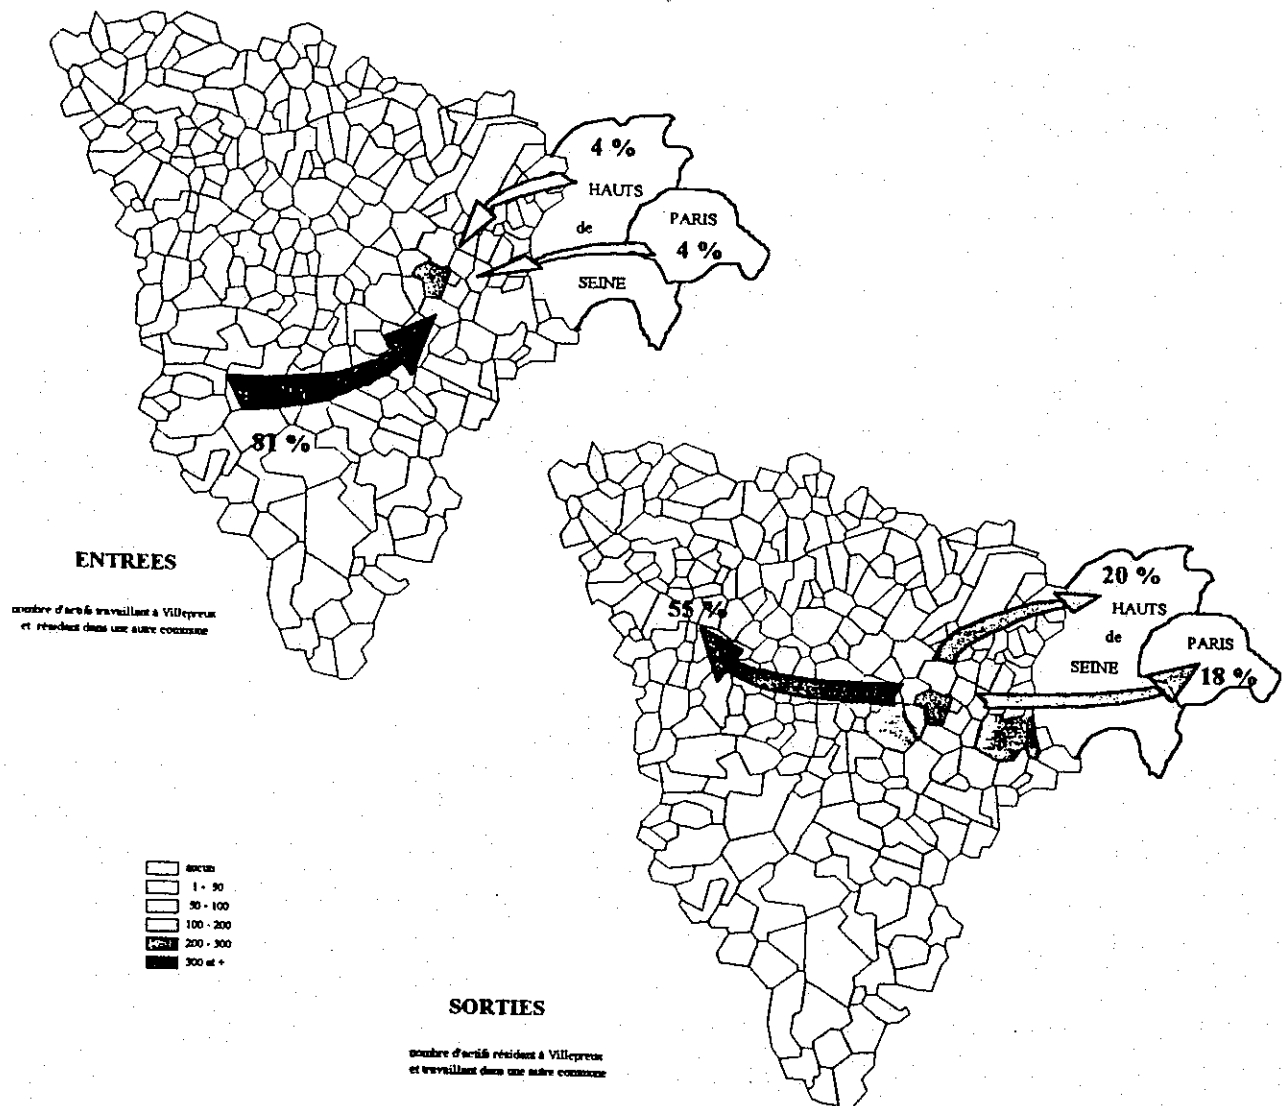 4 %
HAUTS
de
SEINE
PARIS
4 %
81 %
ENTREES
nombre d'actifs travaillant à Villepreux
et résidant dans une autre commune
20 %
HAUTS
de
SEINE
PARIS
18 %
55 %
aucun
1 - 50
50 - 100
100 - 200
200 - 300
300 et +
SORTIES
nombre d'actifs résidant à Villepreux
et travaillant dans une autre commune